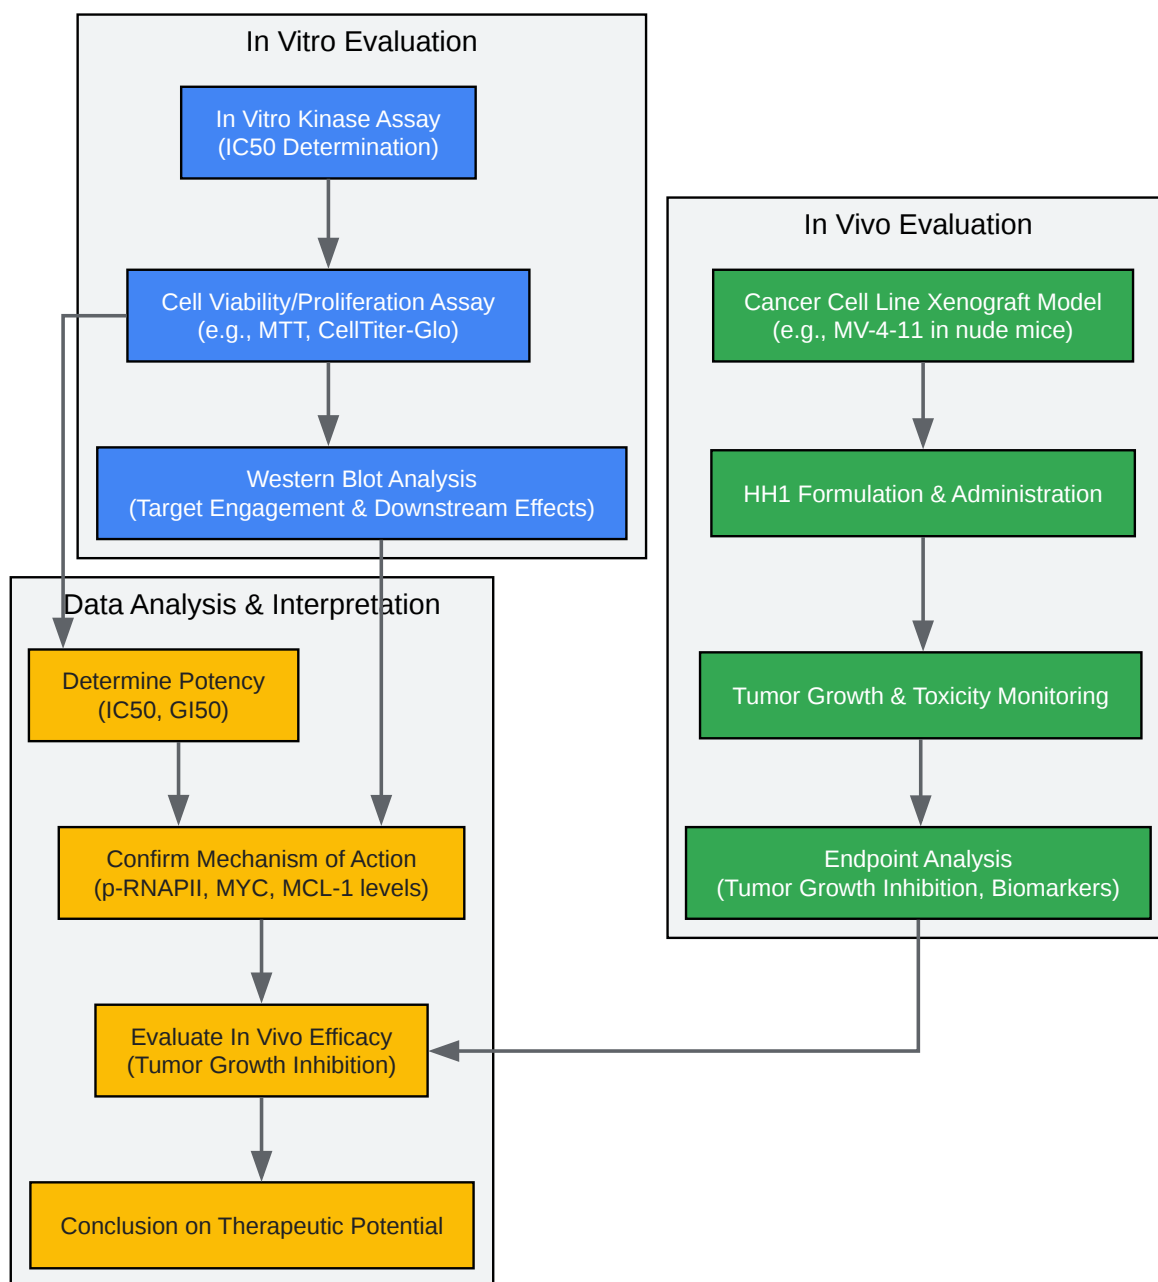 In Vitro Evaluation
In Vitro Kinase Assay
(IC50 Determination)
Cell Viability/Proliferation Assay
(e.g., MTT, CellTiter-Glo)
Western Blot Analysis
(Target Engagement & Downstream Effects)
In Vivo Evaluation
Cancer Cell Line Xenograft Model
(e.g., MV-4-11 in nude mice)
HH1 Formulation & Administration
Tumor Growth & Toxicity Monitoring
Endpoint Analysis
(Tumor Growth Inhibition, Biomarkers)
Data Analysis & Interpretation
Determine Potency
(IC50, GI50)
Confirm Mechanism of Action
(p-RNAPII, MYC, MCL-1 levels)
Evaluate In Vivo Efficacy
(Tumor Growth Inhibition)
Conclusion on Therapeutic Potential